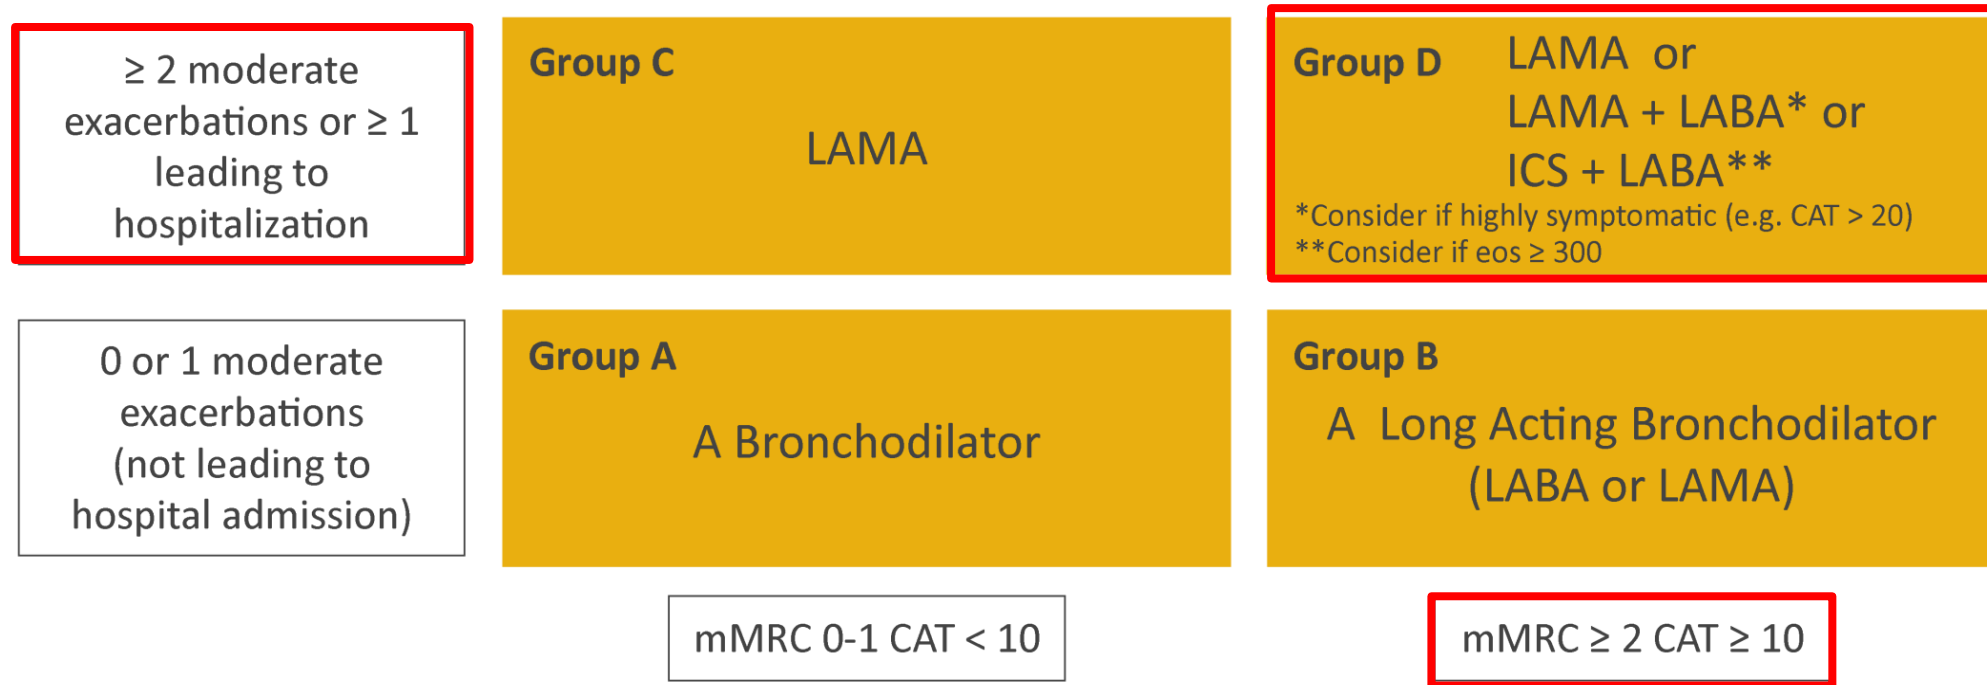 ≥ 2 moderate
exacerbations or ≥ 1
leading to
hospitalization
Group C
LAMA
Group D
LAMA or
LAMA + LABA* or
ICS + LABA**
*Consider if highly symptomatic (e.g. CAT > 20)
**Consider if eos ≥ 300
0 or 1 moderate
exacerbations
(not leading to
hospital admission)
Group A
A Bronchodilator
Group B
A Long Acting Bronchodilator
(LABA or LAMA)
mMRC 0-1 CAT < 10
mMRC ≥ 2 CAT ≥ 10